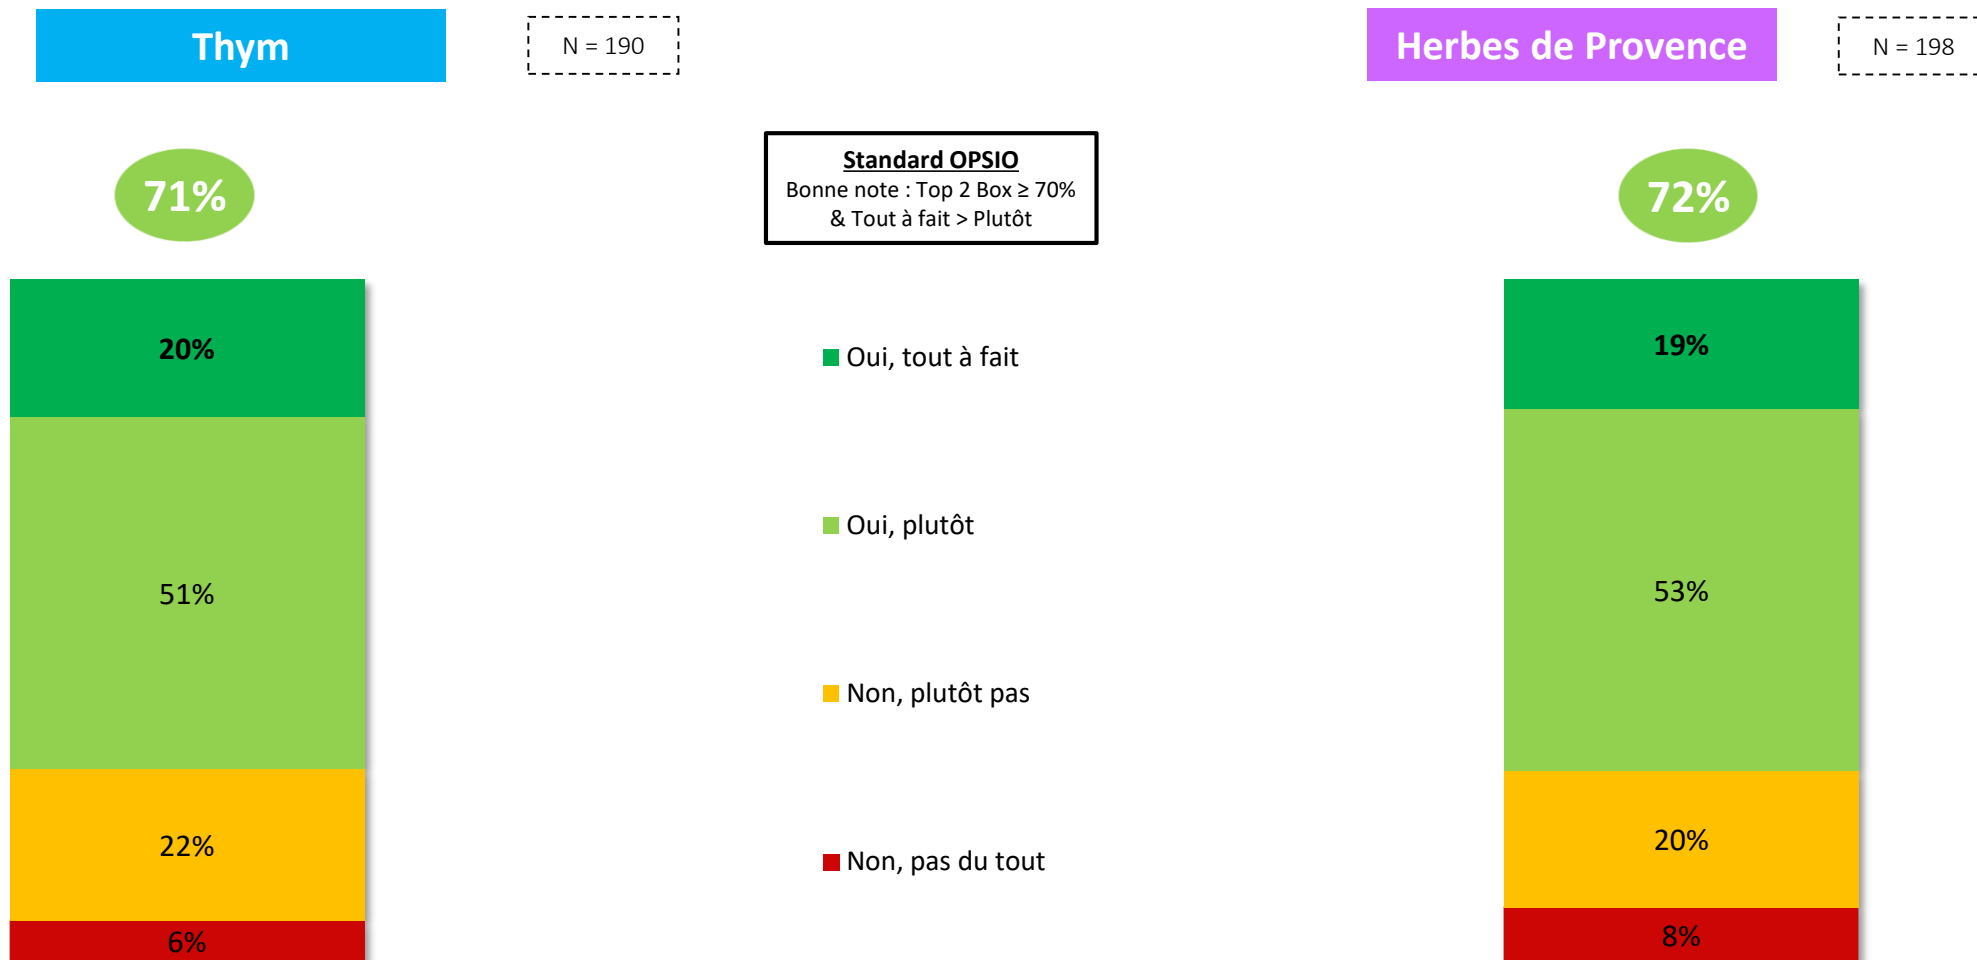 Thym
N = 190
Herbes de Provence
N = 198
71%
Standard OPSIO
Bonne note : Top 2 Box ≥ 70%
& Tout à fait > Plutôt
72%
20%
51%
22%
6%
Oui, tout à fait
Oui, plutôt
Non, plutôt pas
Non, pas du tout
19%
53%
20%
8%